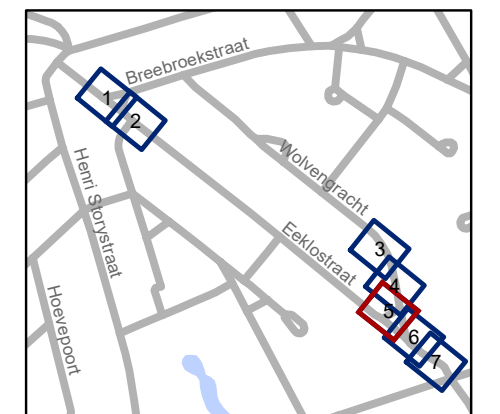 Breebroekstraat
1
2
Wolvengracht
Henri Storystraat
Eeklostraat
3
4
5
6
7
Hoevepoort